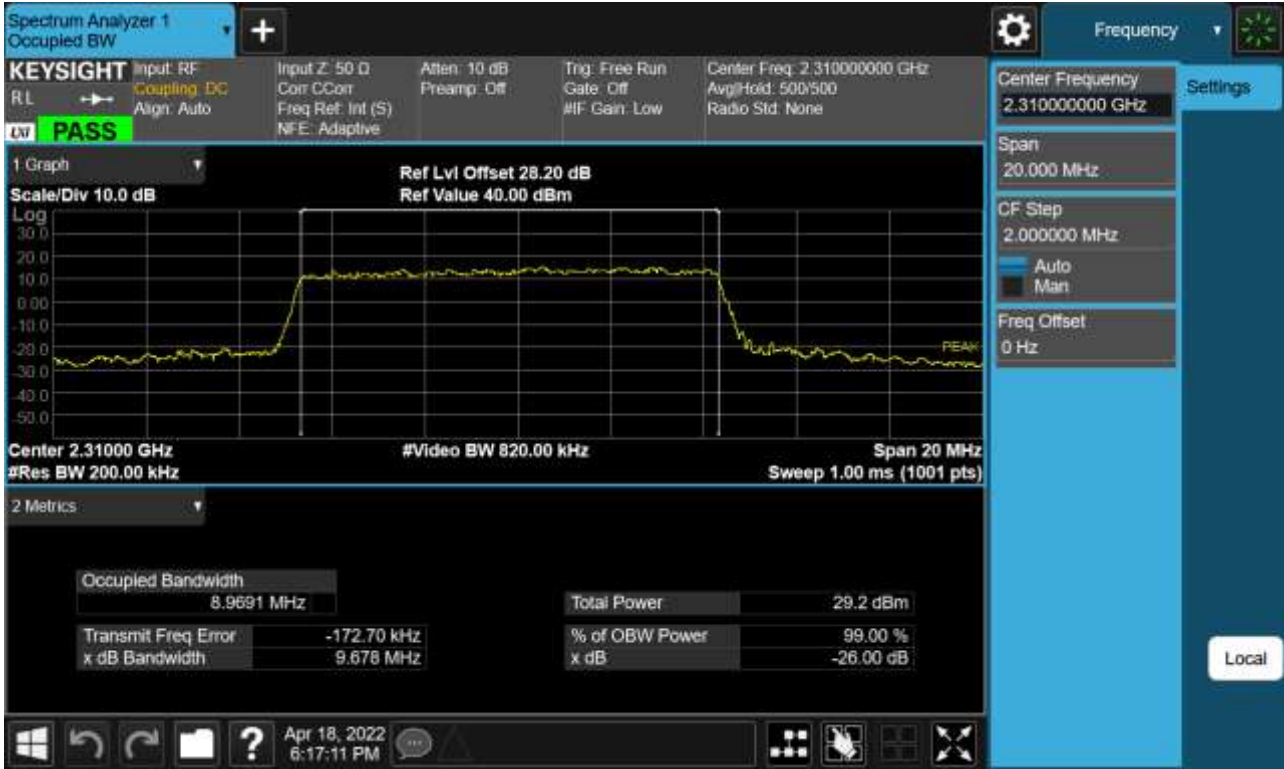 Spectrum Analyzer 1
Occupied BW
Frequency
KEYSIGHT
RL
LXI
PASS
Input: RF
Coupling: DC
Align: Auto
Input Z: 50 Ω
Corr CCorr
Freq Ref: Int (S)
NFE: Adaptive
Atten: 10 dB
Preamp: Off
Trig: Free Run
Gate: Off
#IF Gain: Low
Center Freq: 2.310000000 GHz
Avg|Hold: 500/500
Radio Std: None
Center Frequency
2.310000000 GHz
Settings
Span
20.000 MHz
CF Step
2.000000 MHz
Auto
Man
Freq Offset
0 Hz
1 Graph
Scale/Div 10.0 dB
Ref Lvl Offset 28.20 dB
Ref Value 40.00 dBm
Log
30.0
20.0
10.0
0.00
-10.0
-20.0
-30.0
-40.0
-50.0
PEAK
Center 2.31000 GHz
#Res BW 200.00 kHz
#Video BW 820.00 kHz
Span 20 MHz
Sweep 1.00 ms (1001 pts)
2 Metrics
Occupied Bandwidth
8.9691 MHz
Total Power 29.2 dBm
Transmit Freq Error -172.70 kHz
% of OBW Power 99.00 %
x dB Bandwidth 9.678 MHz
x dB -26.00 dB
Local
?
Apr 18, 2022
6:17:11 PM